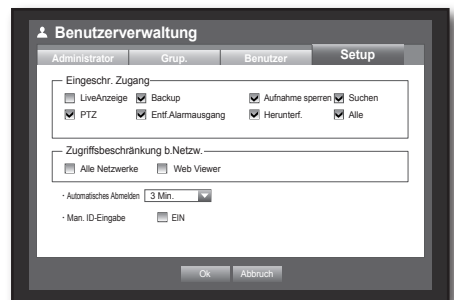 Benutzerverwaltung
Administrator Grup. Benutzer Setup
Eingeschr. Zugang
LiveAnzeige Backup Aufnahme sperren Suchen
PTZ Entf.Alarmausgang Herunterf. Alle
Zugriffsbeschränkung b.Netzw.
Alle Netzwerke Web Viewer
· Automatisches Abmelden 3 Min.
· Man. ID-Eingabe EIN
Ok Abbruch